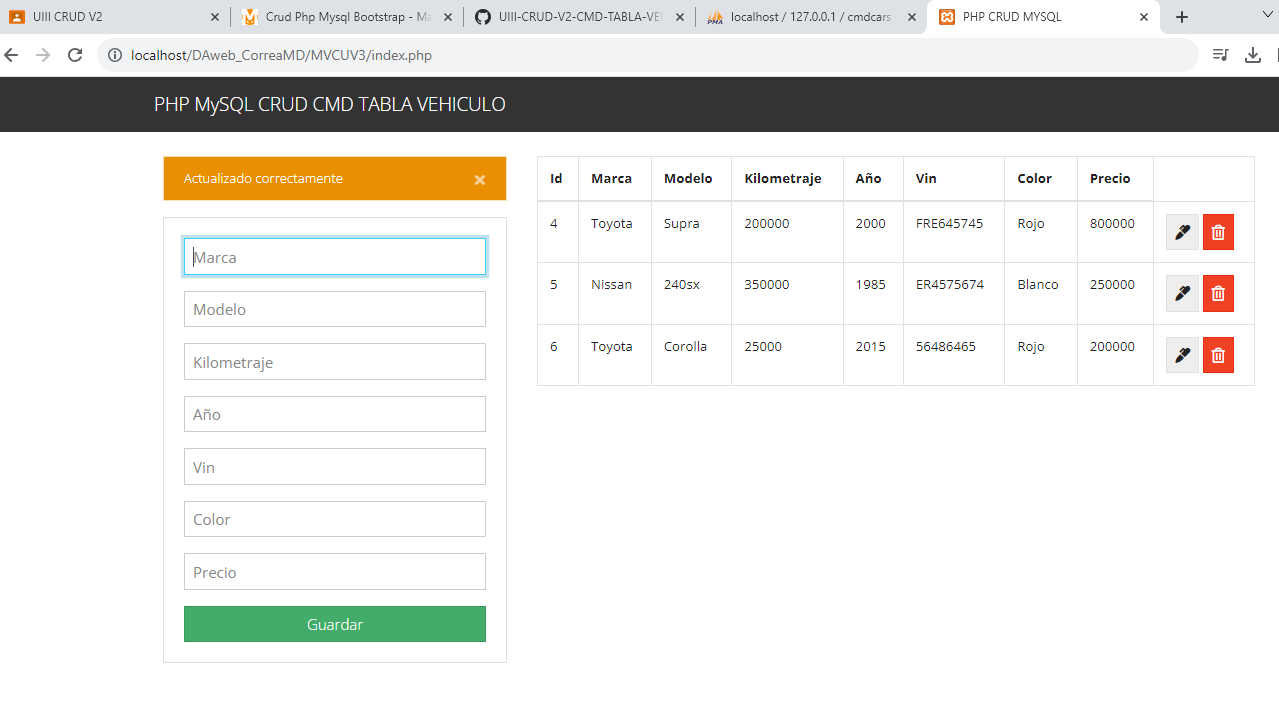 UIII CRUD V2
Crud Php Mysql Bootstrap - Ma
UIII-CRUD-V2-CMD-TABLA-VEH
PMA
localhost / 127.0.0.1 / cmdcars
PHP CRUD MYSQL
localhost/DAweb_CorreaMD/MVCUV3/index.php
PHP MySQL CRUD CMD TABLA VEHICULO
Actualizado correctamente ×
Marca
Modelo
Kilometraje
Año
Vin
Color
Precio
Guardar
Id Marca Modelo Kilometraje Año Vin Color Precio
4 Toyota Supra 200000 2000 FRE645745 Rojo 800000
5 Nissan 240sx 350000 1985 ER4575674 Blanco 250000
6 Toyota Corolla 25000 2015 56486465 Rojo 200000